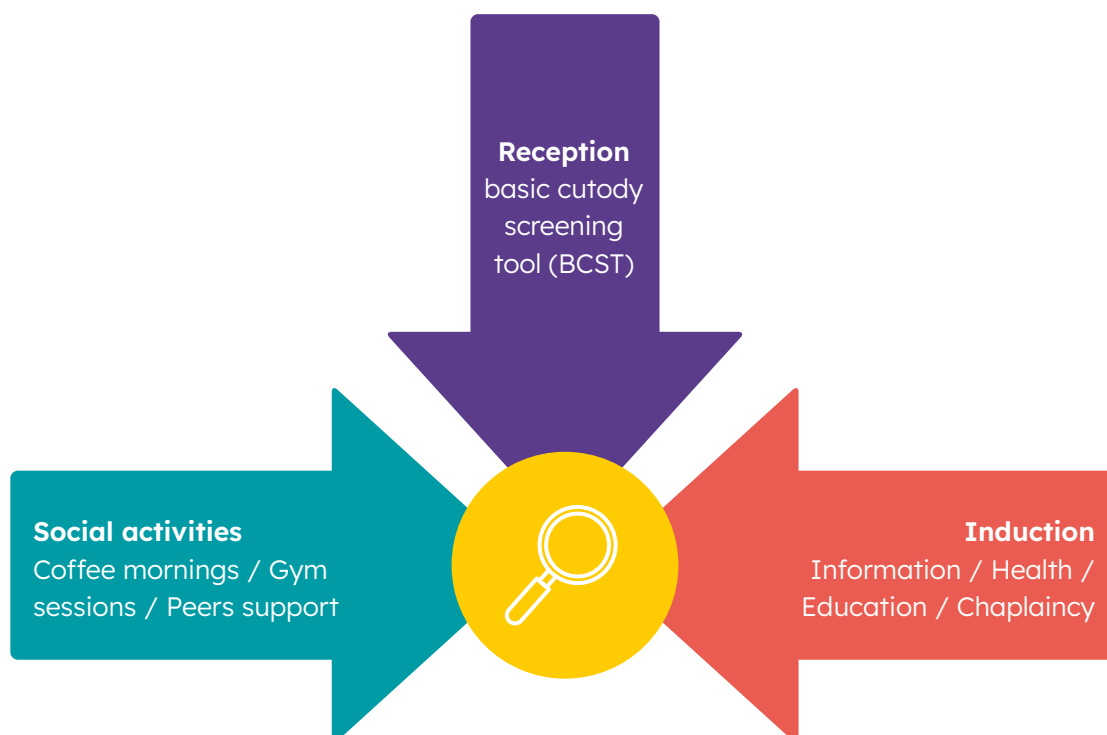 Reception
basic cutody
screening
tool (BCST)
Social activities
Coffee mornings / Gym
sessions / Peers support
Induction
Information / Health /
Education / Chaplaincy